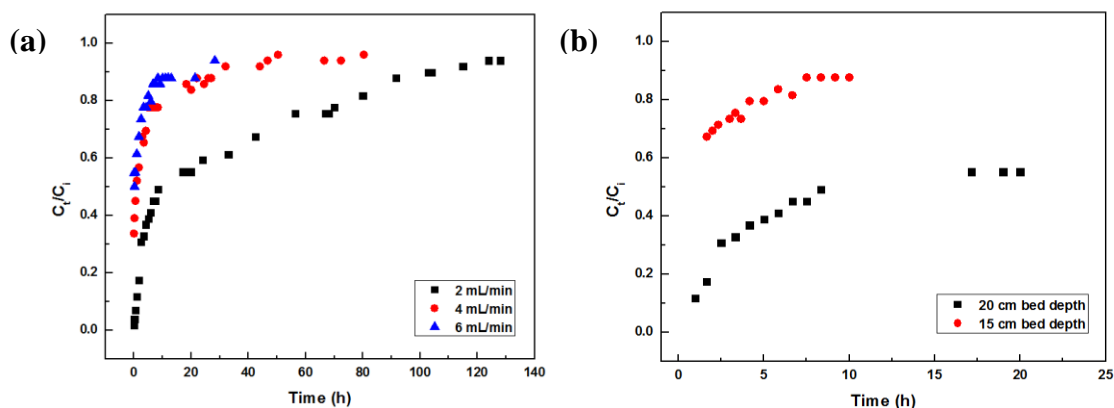 (a)
1.0
0.8
0.6
0.4
0.2
0.0
Ct/Ci
0 20 40 60 80 100 120 140
Time (h)
2 mL/min
4 mL/min
6 mL/min
(b)
1.0
0.8
0.6
0.4
0.2
0.0
Ct/Ci
0 5 10 15 20 25
Time (h)
20 cm bed depth
15 cm bed depth